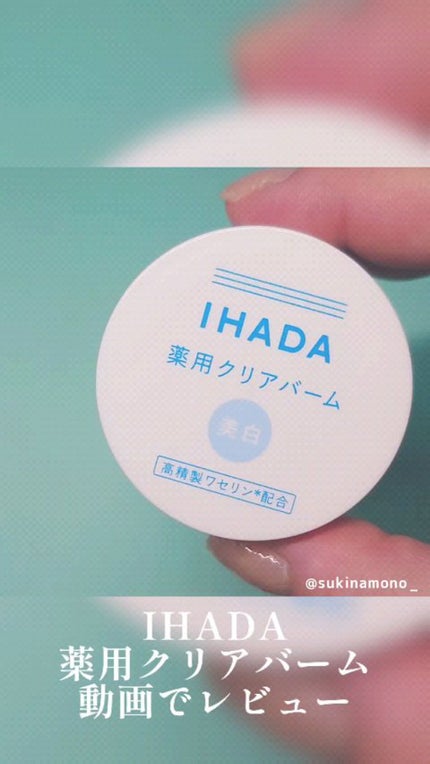 IHADA
薬用クリアバーム
美白
高精製ワセリン*配合
@sukinamono_
IHADA
薬用クリアバーム
動画でレビュー